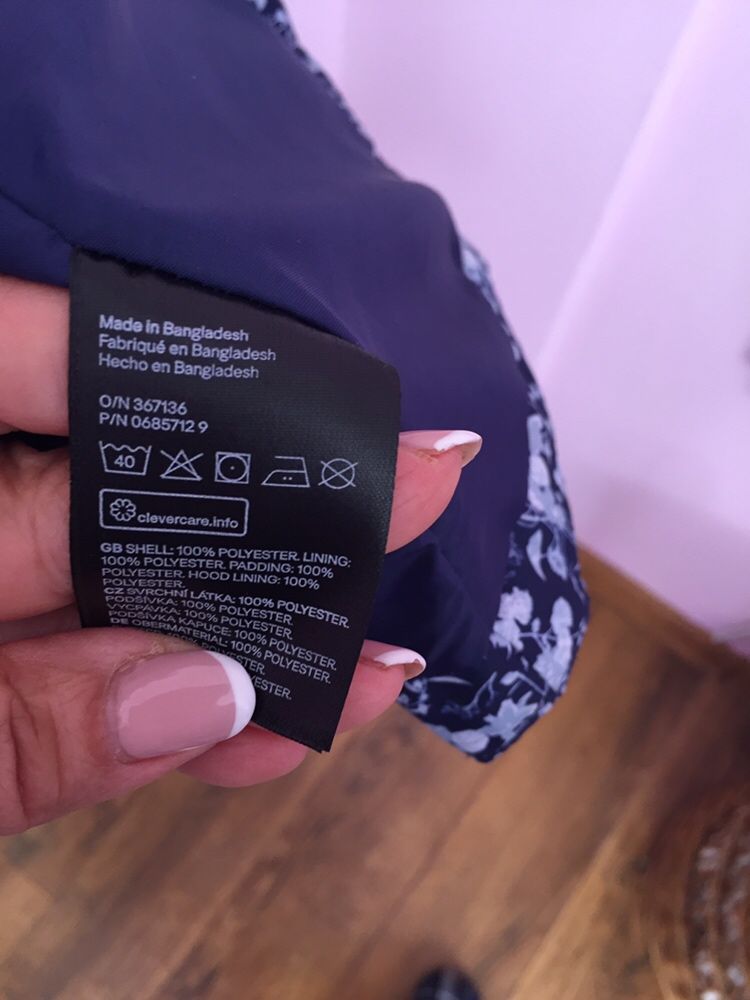 Made in Bangladesh
Fabriqué en Bangladesh
Hecho en Bangladesh
O/N 367136
P/N 0685712 9
40
clevercare.info
GB SHELL: 100% POLYESTER. LINING:
100% POLYESTER. PADDING: 100%
POLYESTER. HOOD LINING: 100%
POLYESTER.
CZ SVRCHNÍ LÁTKA: 100% POLYESTER.
PODŠÍVKA: 100% POLYESTER.
VYCPÁVKA: 100% POLYESTER.
PODŠÍVKA KAPUCE: 100% POLYESTER.
DE OBERMATERIAL: 100% POLYESTER.
100% POLYESTER.